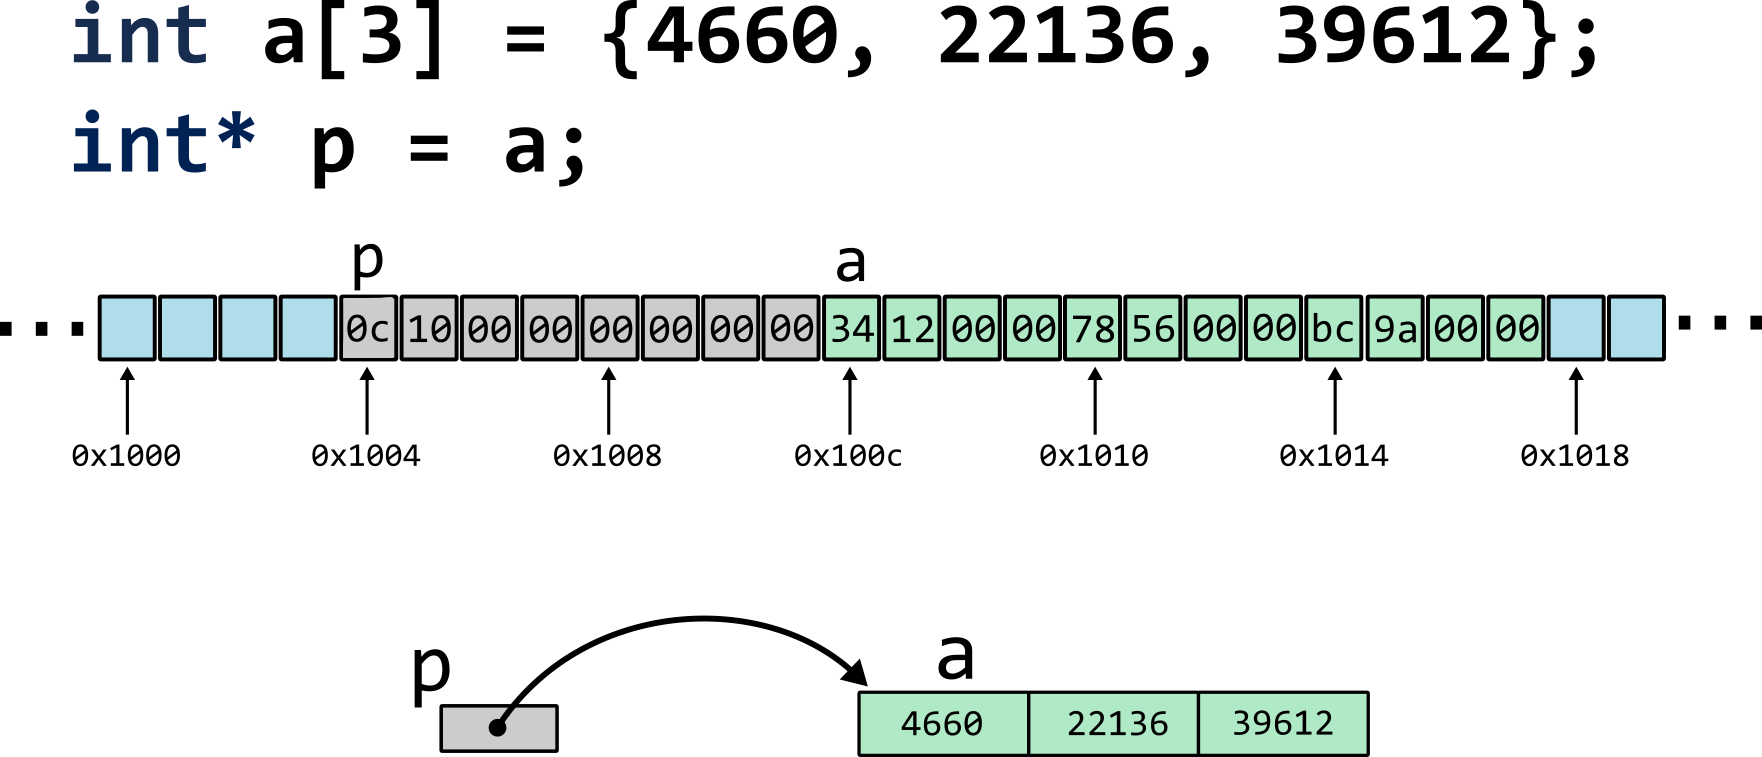 int a[3] = {4660, 22136, 39612};
int* p = a;
p a
... 0c 10 00 00 00 00 00 00 34 12 00 00 78 56 00 00 bc 9a 00 00 ...
0x1000 0x1004 0x1008 0x100c 0x1010 0x1014 0x1018
p a
4660 22136 39612